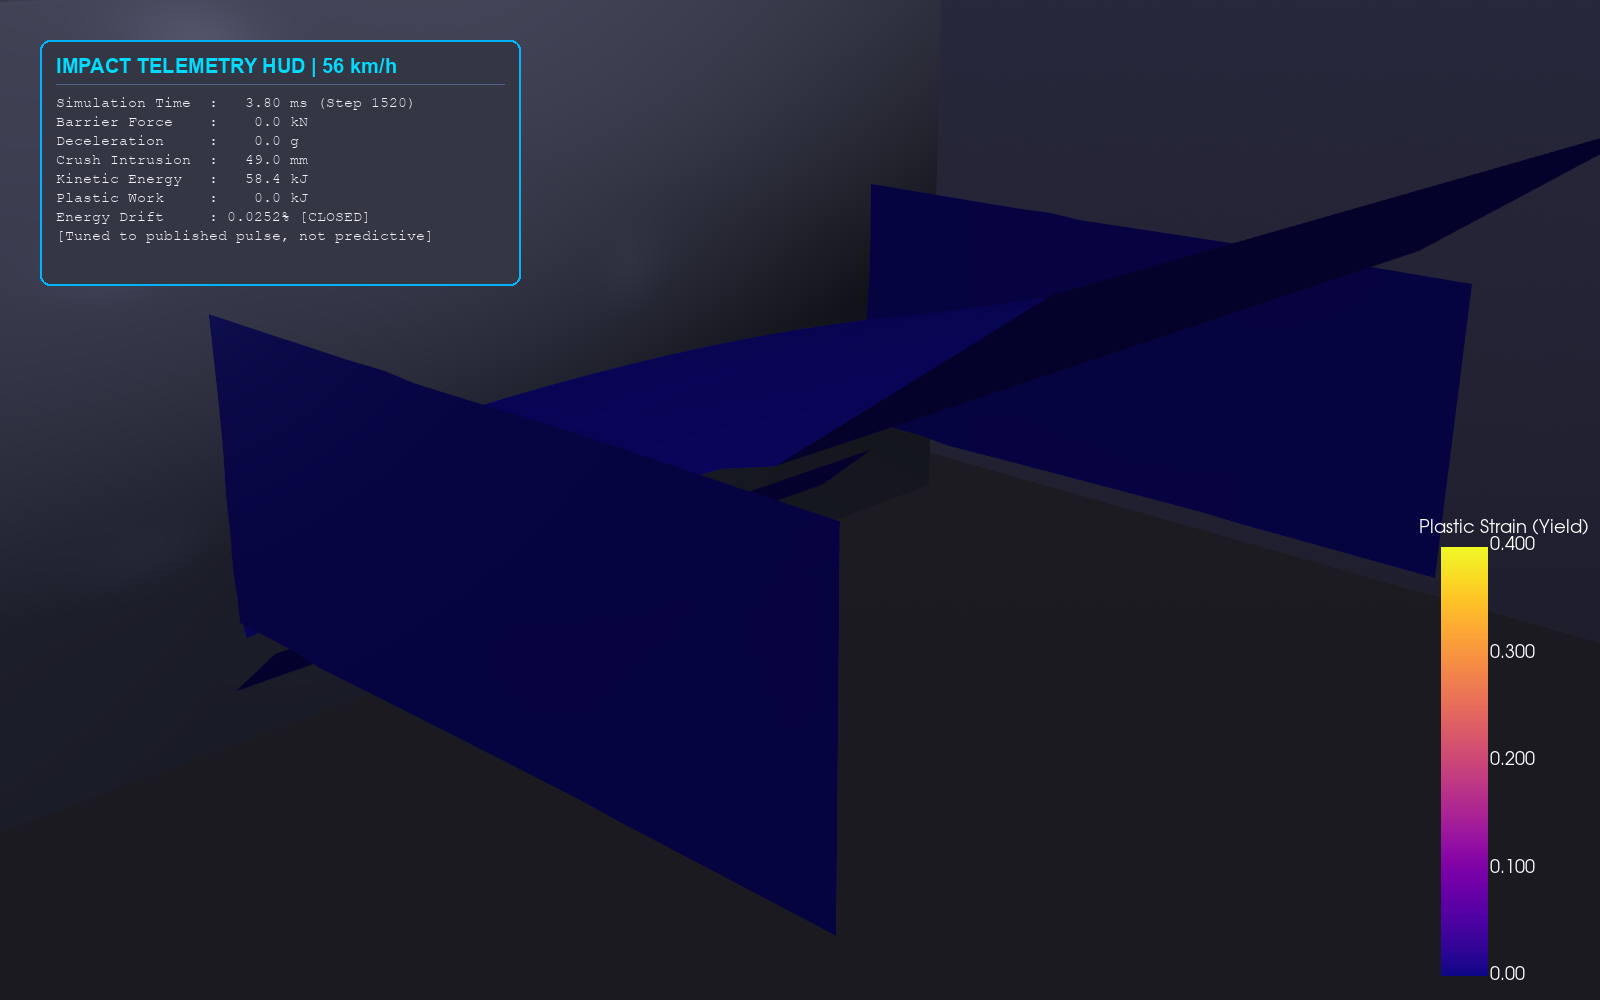 IMPACT TELEMETRY HUD | 56 km/h
Simulation Time : 3.80 ms (Step 1520)
Barrier Force : 0.0 kN
Deceleration : 0.0 g
Crush Intrusion : 49.0 mm
Kinetic Energy : 58.4 kJ
Plastic Work : 0.0 kJ
Energy Drift : 0.0252% [CLOSED]
[Tuned to published pulse, not predictive]
Plastic Strain (Yield)
0.400
0.300
0.200
0.100
0.00